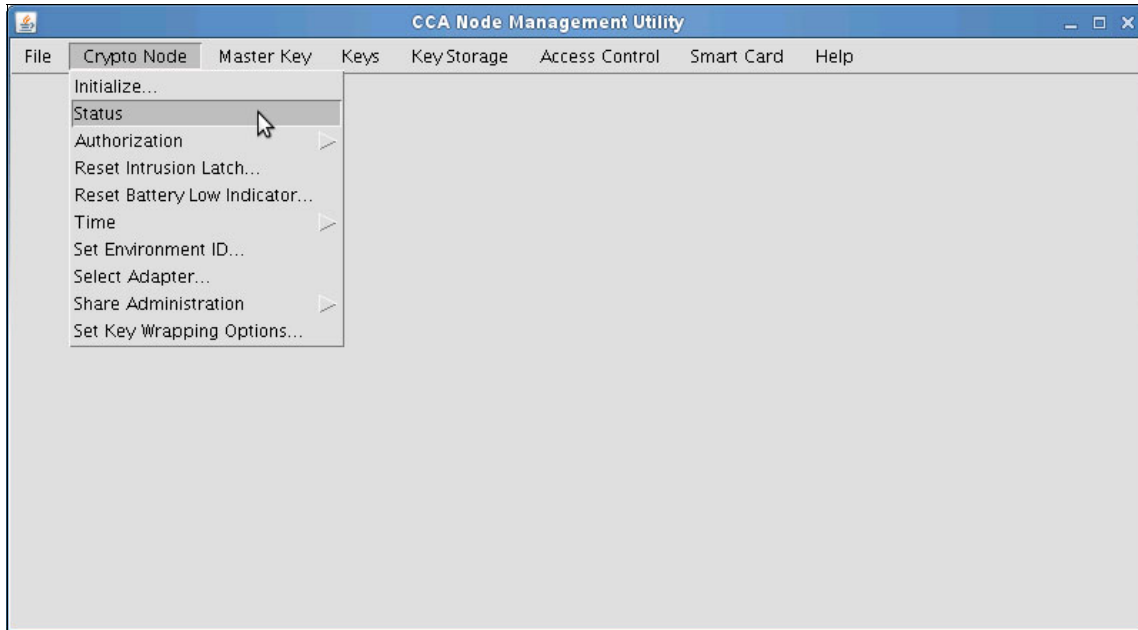 CCA Node Management Utility
File Crypto Node Master Key Keys Key Storage Access Control Smart Card Help
Initialize...
Status
Authorization
Reset Intrusion Latch...
Reset Battery Low Indicator...
Time
Set Environment ID...
Select Adapter...
Share Administration
Set Key Wrapping Options...